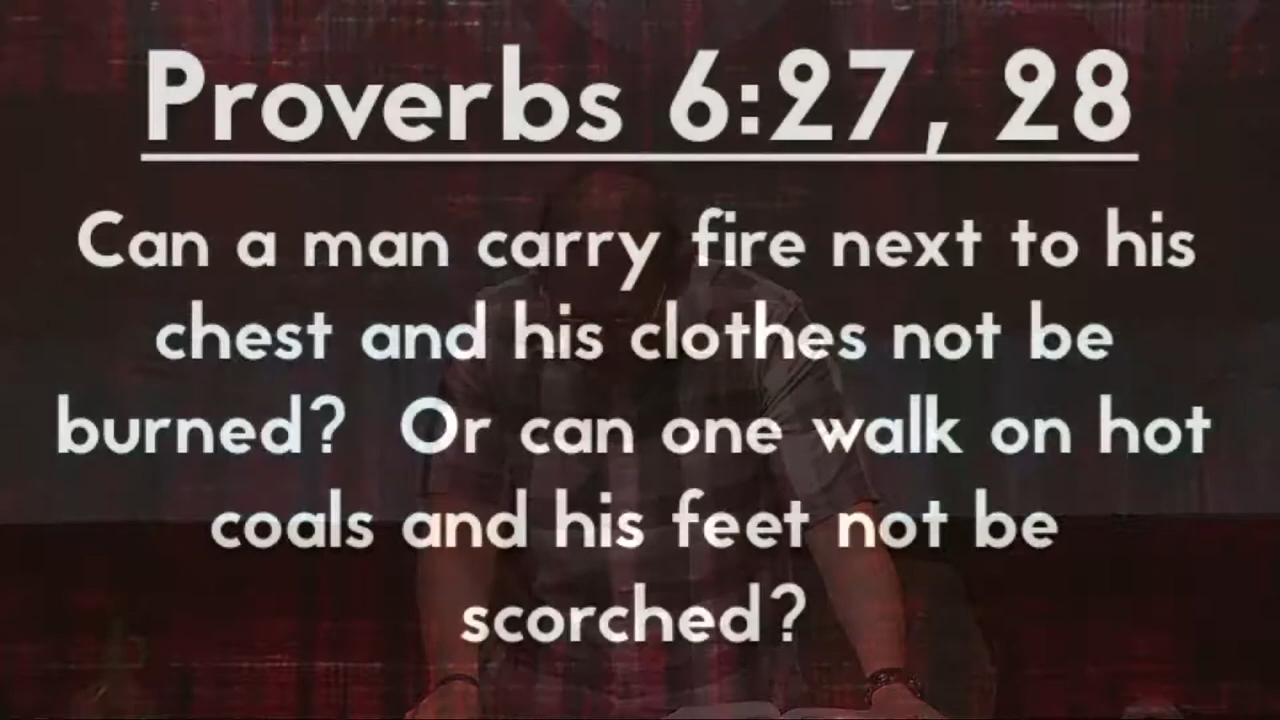 Proverbs 6:27, 28
Can a man carry fire next to his
chest and his clothes not be
burned?  Or can one walk on hot
coals and his feet not be
scorched?